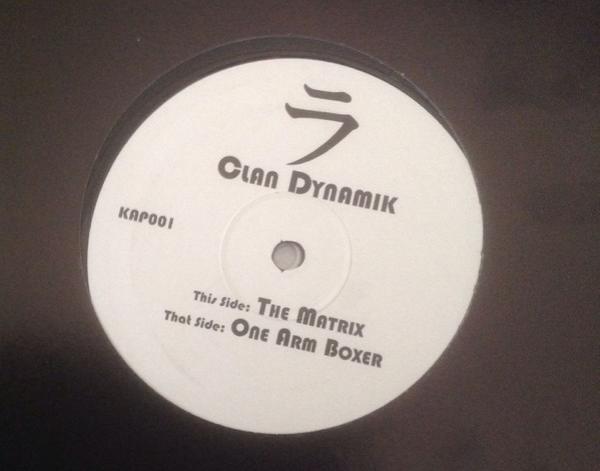 ラ
Clan Dynamik
KAP001
This Side: The Matrix
That Side: One Arm Boxer